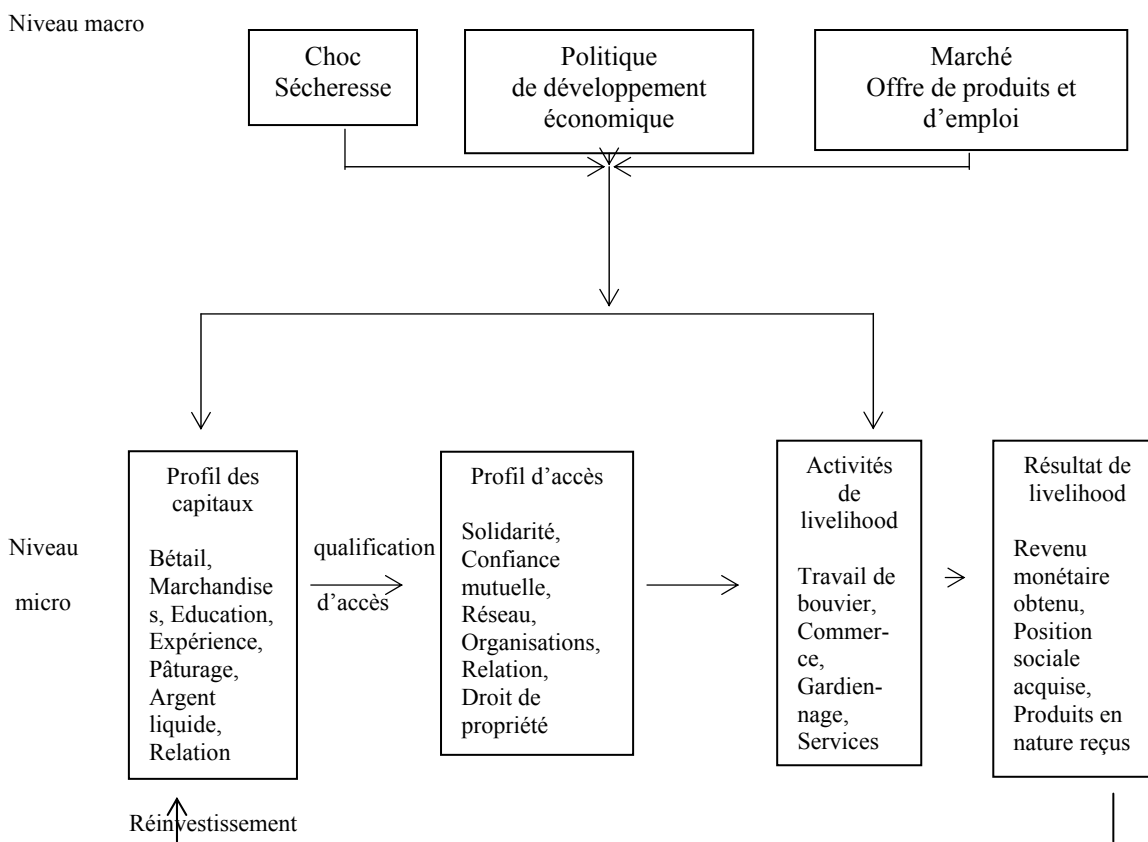 Niveau macro
Choc
Sécheresse
Politique
de développement
économique
Marché
Offre de produits et
d’emploi
Niveau
micro
Profil des
capitaux
Bétail,
Marchandise
s, Education,
Expérience,
Pâturage,
Argent
liquide,
Relation
qualification
d’accès
Profil d’accès
Solidarité,
Confiance
mutuelle,
Réseau,
Organisations,
Relation,
Droit de
propriété
Activités
de
livelihood
Travail de
bouvier,
Commer-
ce,
Gardien-
nage,
Services
Résultat de
livelihood
Revenu
monétaire
obtenu,
Position
sociale
acquise,
Produits en
nature reçus
Réinvestissement